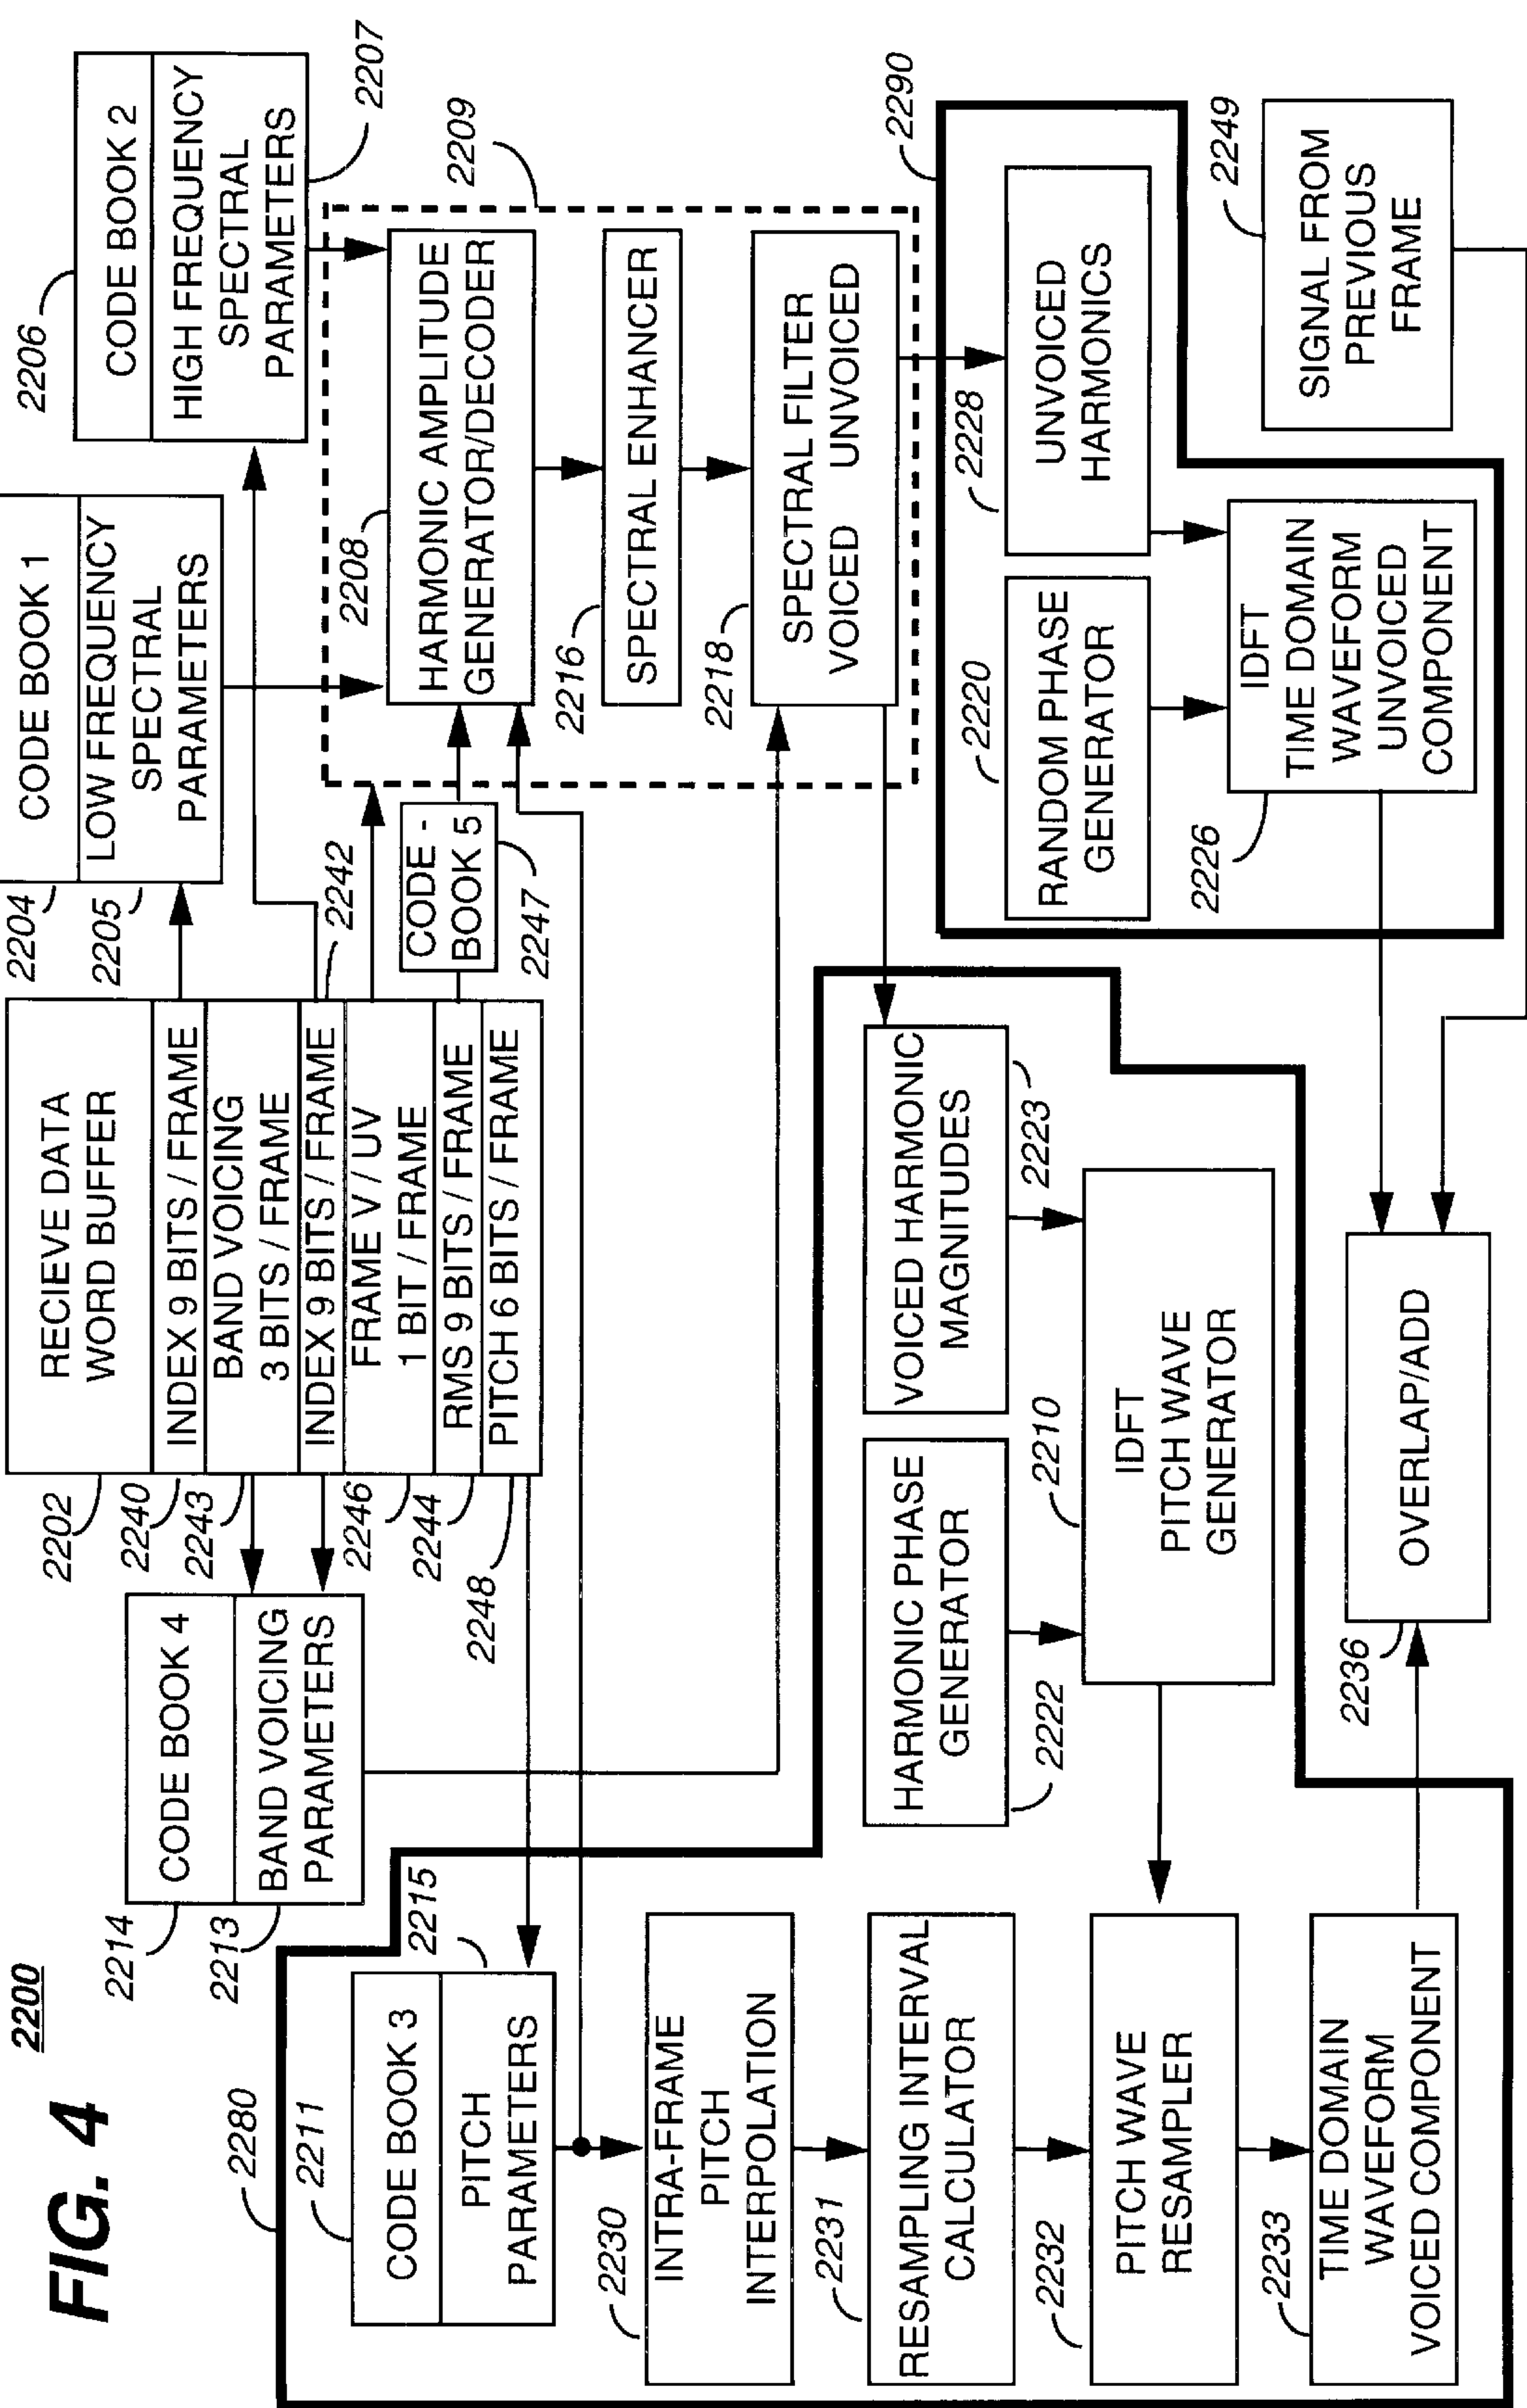 FIG. 4
2200
2280
2211
CODE BOOK 3
PITCH
PARAMETERS
2215
2214
CODE BOOK 4
2213
BAND VOICING
PARAMETERS
2202
RECIEVE DATA
WORD BUFFER
2240
INDEX 9 BITS / FRAME
2243
BAND VOICING
3 BITS / FRAME
INDEX 9 BITS / FRAME
2242
2246
FRAME V / UV
1 BIT / FRAME
2244
RMS 9 BITS / FRAME
2248
PITCH 6 BITS / FRAME
2204
CODE BOOK 1
2205
LOW FREQUENCY
SPECTRAL
PARAMETERS
2206
CODE BOOK 2
HIGH FREQUENCY
SPECTRAL
PARAMETERS
2207
CODE -
BOOK 5
2247
2208
2209
HARMONIC AMPLITUDE
GENERATOR/DECODER
2216
SPECTRAL ENHANCER
2218
SPECTRAL FILTER
VOICED UNVOICED
2230
INTRA-FRAME
PITCH
INTERPOLATION
2231
RESAMPLING INTERVAL
CALCULATOR
2232
PITCH WAVE
RESAMPLER
2233
TIME DOMAIN
WAVEFORM
VOICED COMPONENT
HARMONIC PHASE
GENERATOR
2222
VOICED HARMONIC
MAGNITUDES
2223
2210
IDFT
PITCH WAVE
GENERATOR
2236
OVERLAP/ADD
2290
2220
RANDOM PHASE
GENERATOR
2228
UNVOICED
HARMONICS
2226
IDFT
TIME DOMAIN
WAVEFORM
UNVOICED
COMPONENT
2249
SIGNAL FROM
PREVIOUS
FRAME